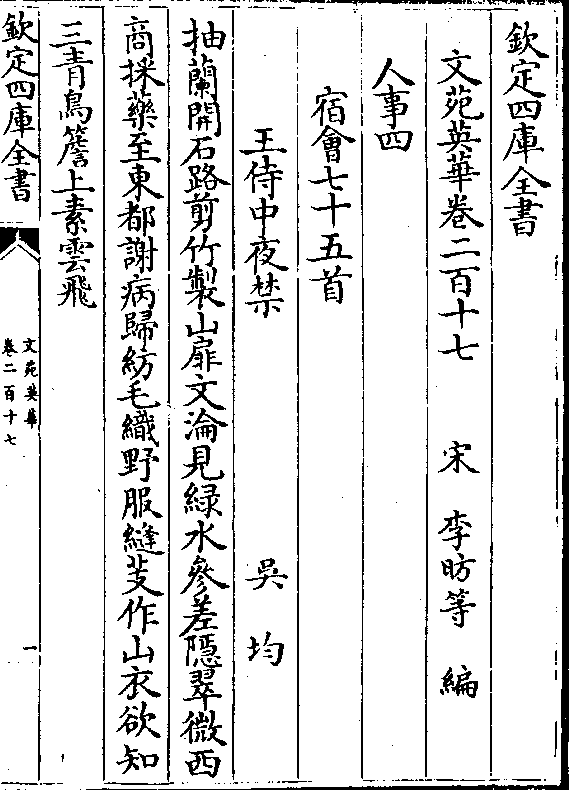 欽定四庫全書
文苑英華卷二百十七
宋 李昉等 編
人事四
宿會七十五首
王侍中夜禁
吳均
抽蘭開石路剪竹製山扉文淪見緑水參差隱翠微西
商採藥至東都謝病歸紡毛織野服縫芰作山衣欲知
三青鳥簷上素雲飛
欽定四庫全書
文苑英華
卷二百十七
一